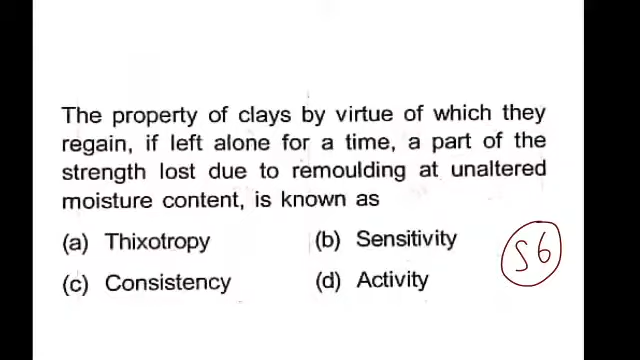 The property of clays by virtue of which they
regain, if left alone for a time, a part of the
strength lost due to remoulding at unaltered
moisture content, is known as
(a) Thixotropy (b) Sensitivity
(c) Consistency (d) Activity
56